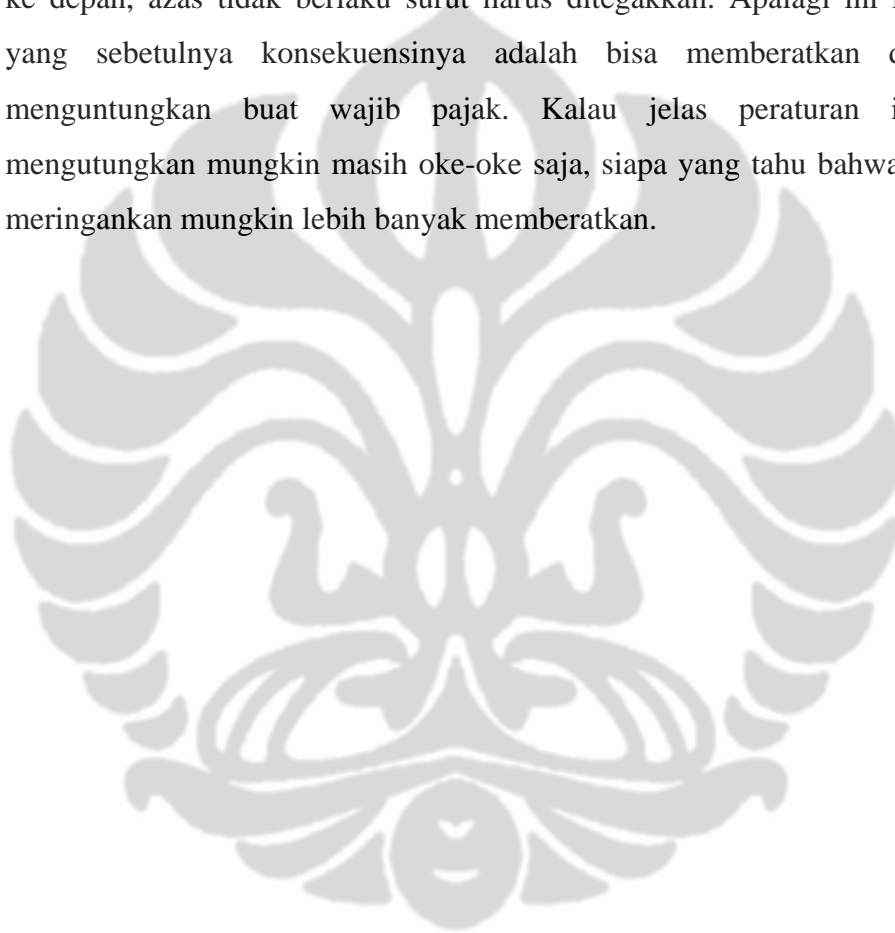 ke depan, azas tidak berlaku surut harus ditegakkan. Apalagi ini
yang sebetulnya konsekuensinya adalah bisa memberatkan
menguntungkan buat wajib pajak. Kalau jelas peraturan
mengutungkan mungkin masih oke-oke saja, siapa yang tahu bahwa
meringankan mungkin lebih banyak memberatkan.